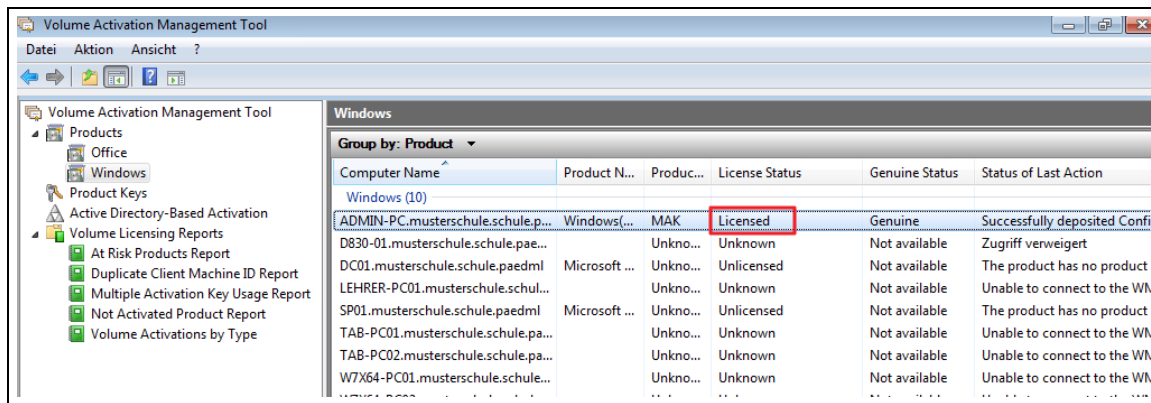 Volume Activation Management Tool
Datei Aktion Ansicht ?
Volume Activation Management Tool
Products
Office
Windows
Product Keys
Active Directory-Based Activation
Volume Licensing Reports
At Risk Products Report
Duplicate Client Machine ID Report
Multiple Activation Key Usage Report
Not Activated Product Report
Volume Activations by Type
Windows
Group by: Product
Computer Name Product N... Produc... License Status Genuine Status Status of Last Action
Windows (10)
ADMIN-PC.musterschule.schule.p... Windows(... MAK Licensed Genuine Successfully deposited Confi
D830-01.musterschule.schule.pae... Unkno... Unknown Not available Zugriff verweigert
DC01.musterschule.schule.paedml Microsoft ... Unkno... Unlicensed Not available The product has no product
LEHRER-PC01.musterschule.schul... Unkno... Unknown Not available Unable to connect to the WM
SP01.musterschule.schule.paedml Microsoft ... Unkno... Unlicensed Not available The product has no product
TAB-PC01.musterschule.schule.pa... Unkno... Unknown Not available Unable to connect to the WM
TAB-PC02.musterschule.schule.pa... Unkno... Unknown Not available Unable to connect to the WM
W7X64-PC01.musterschule.schule... Unkno... Unknown Not available Unable to connect to the WM